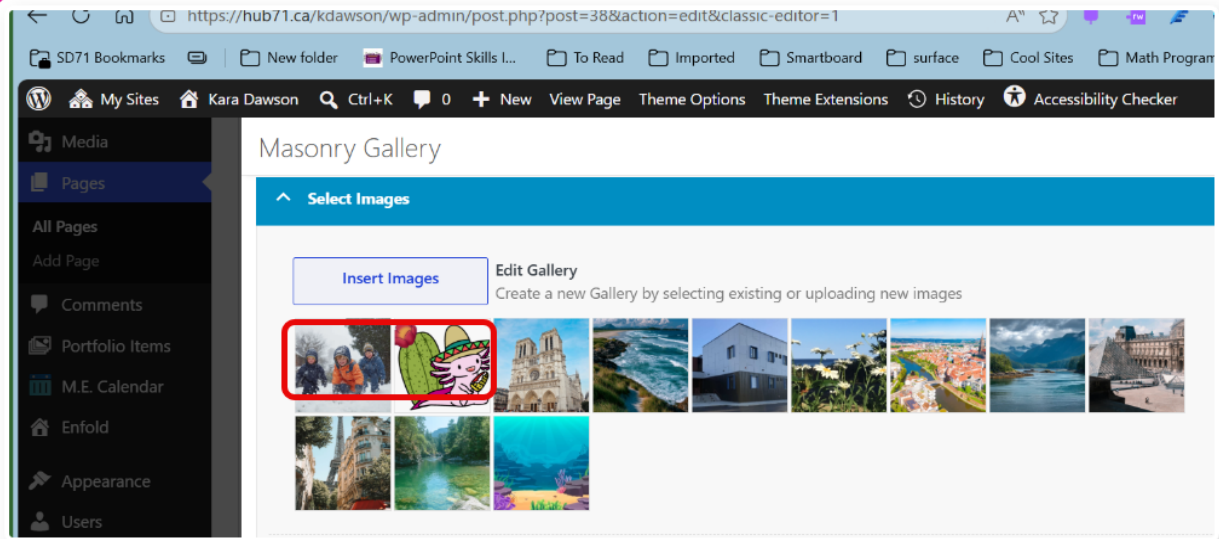 https://hub71.ca/kdawson/wp-admin/post.php?post=38&action=edit&classic-editor=1
SD71 Bookmarks New folder PowerPoint Skills I... To Read Imported Smartboard surface Cool Sites Math Program
My Sites Kara Dawson Ctrl+K 0 New View Page Theme Options Theme Extensions History Accessibility Checker
Media
Pages
All Pages
Add Page
Comments
Portfolio Items
M.E. Calendar
Enfold
Appearance
Users
Masonry Gallery
Select Images
Insert Images
Edit Gallery
Create a new Gallery by selecting existing or uploading new images